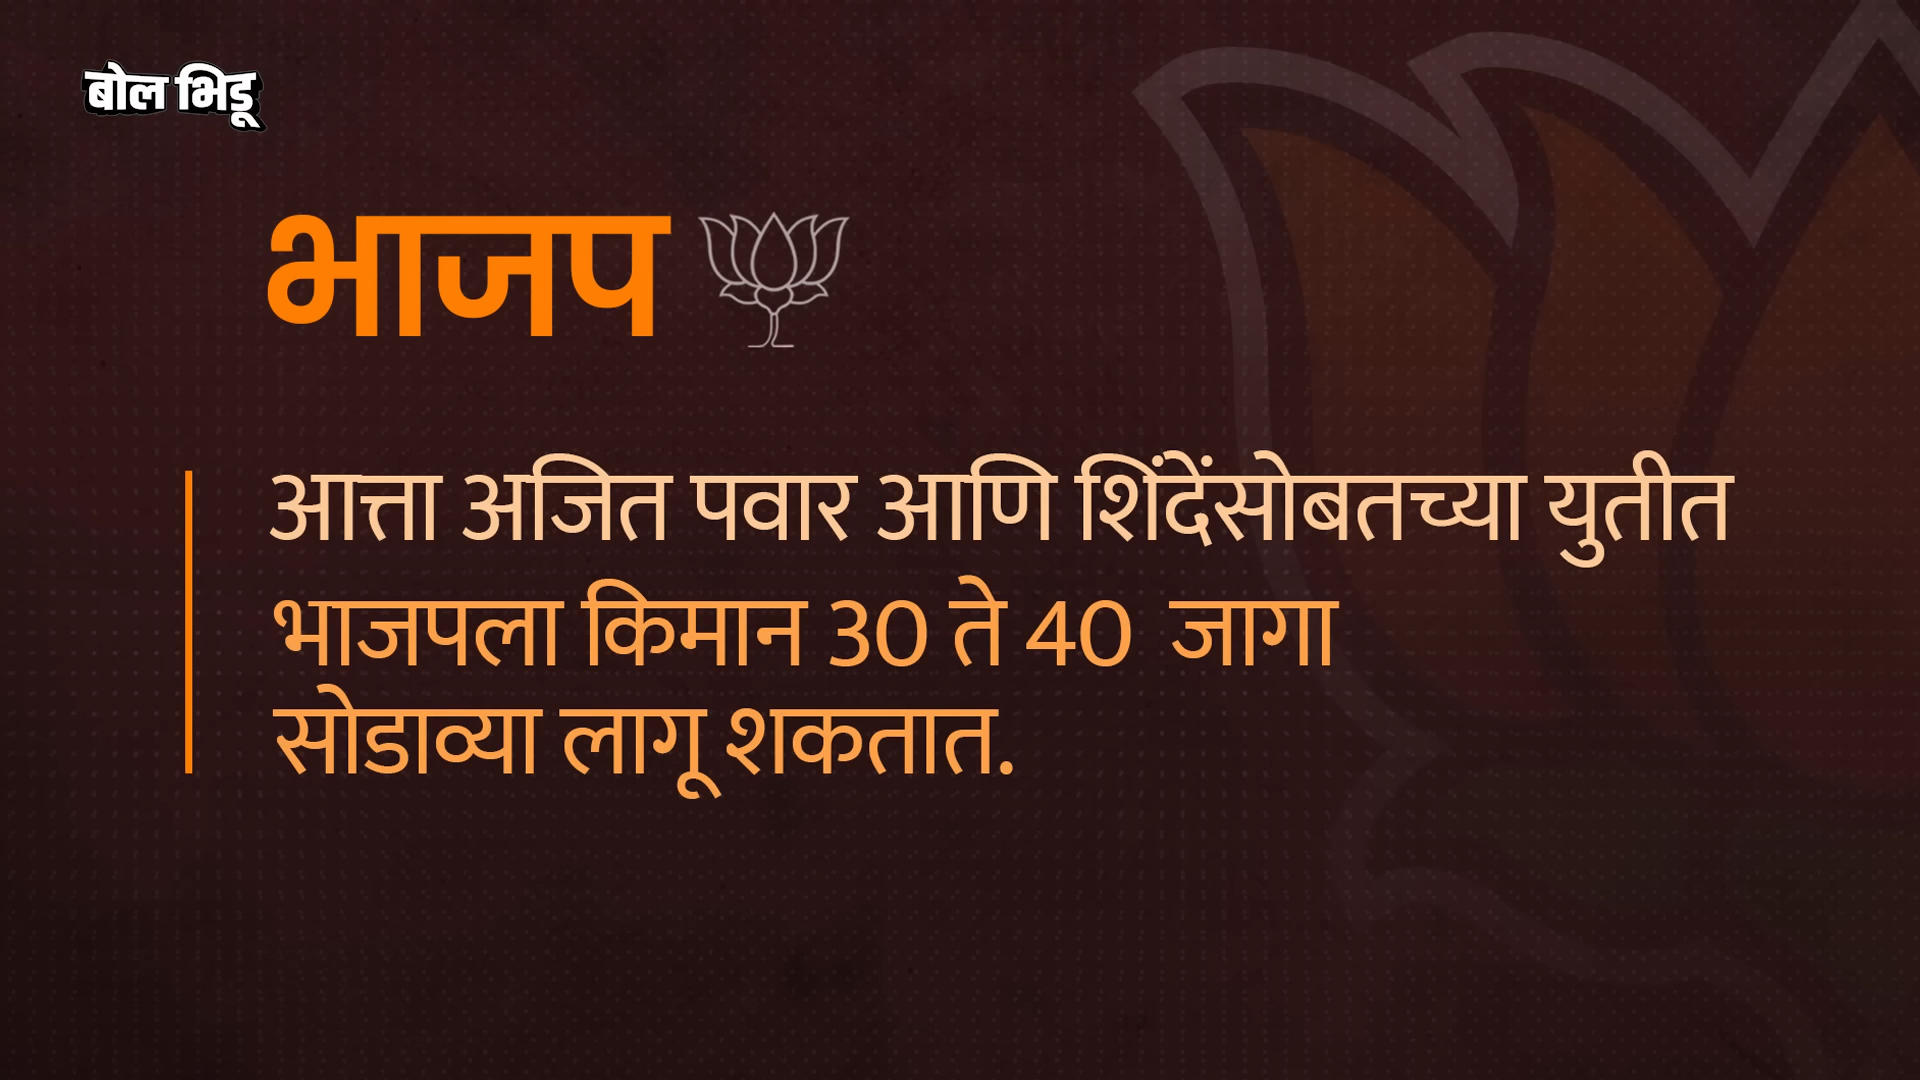 बोल भिडू
भाजप
आत्ता अजित पवार आणि शिंदेंसोबतच्या युतीत
भाजपला किमान 30 ते 40 जागा
सोडाव्या लागू शकतात.